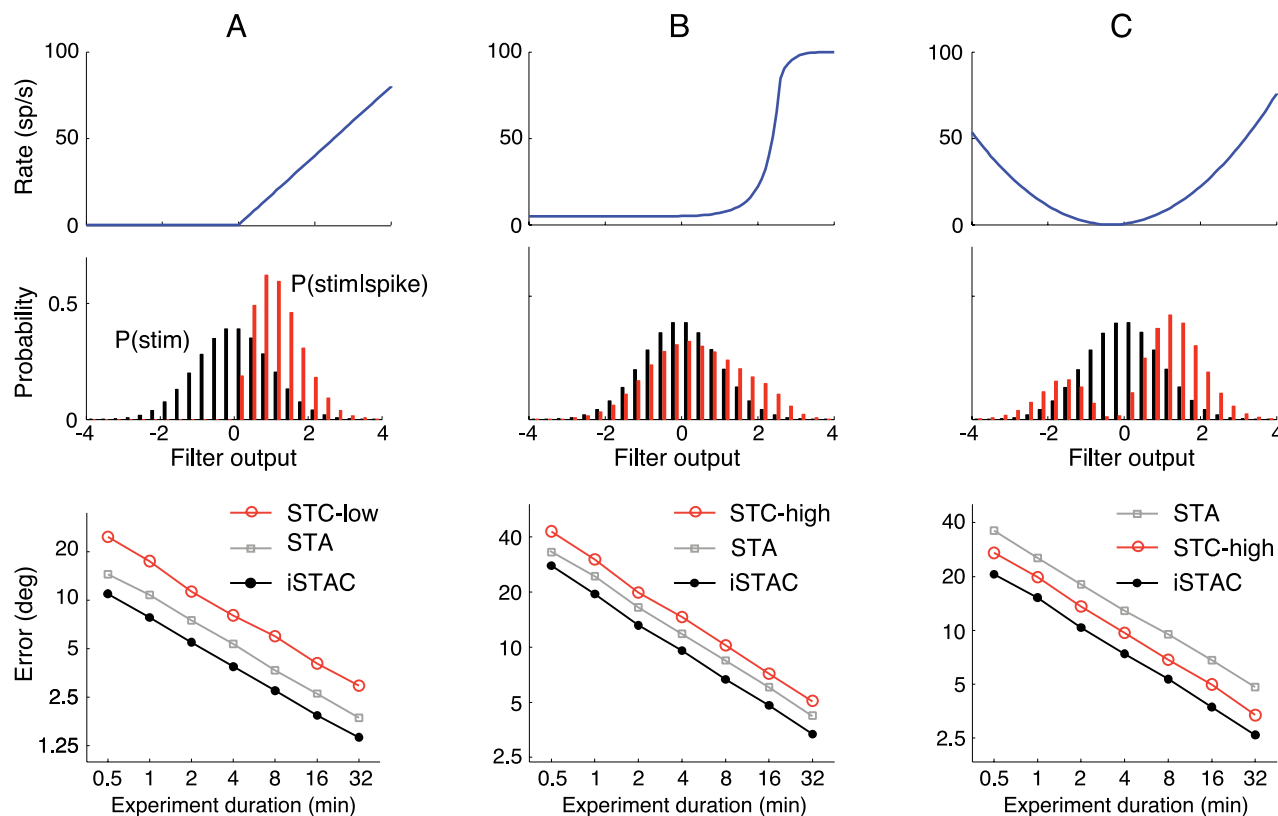 A
B
C
Rate (sp/s)
100
50
0
100
50
0
100
50
0
Probability
0.5
0
P(stim)
P(stim|spike)
-4 -2 0 2 4
Filter output
-4 -2 0 2 4
Filter output
-4 -2 0 2 4
Filter output
Error (deg)
20
10
5
2.5
1.25
STC-low
STA
iSTAC
0.5 1 2 4 8 16 32
Experiment duration (min)
40
20
10
5
2.5
STC-high
STA
iSTAC
0.5 1 2 4 8 16 32
Experiment duration (min)
40
20
10
5
2.5
STA
STC-high
iSTAC
0.5 1 2 4 8 16 32
Experiment duration (min)